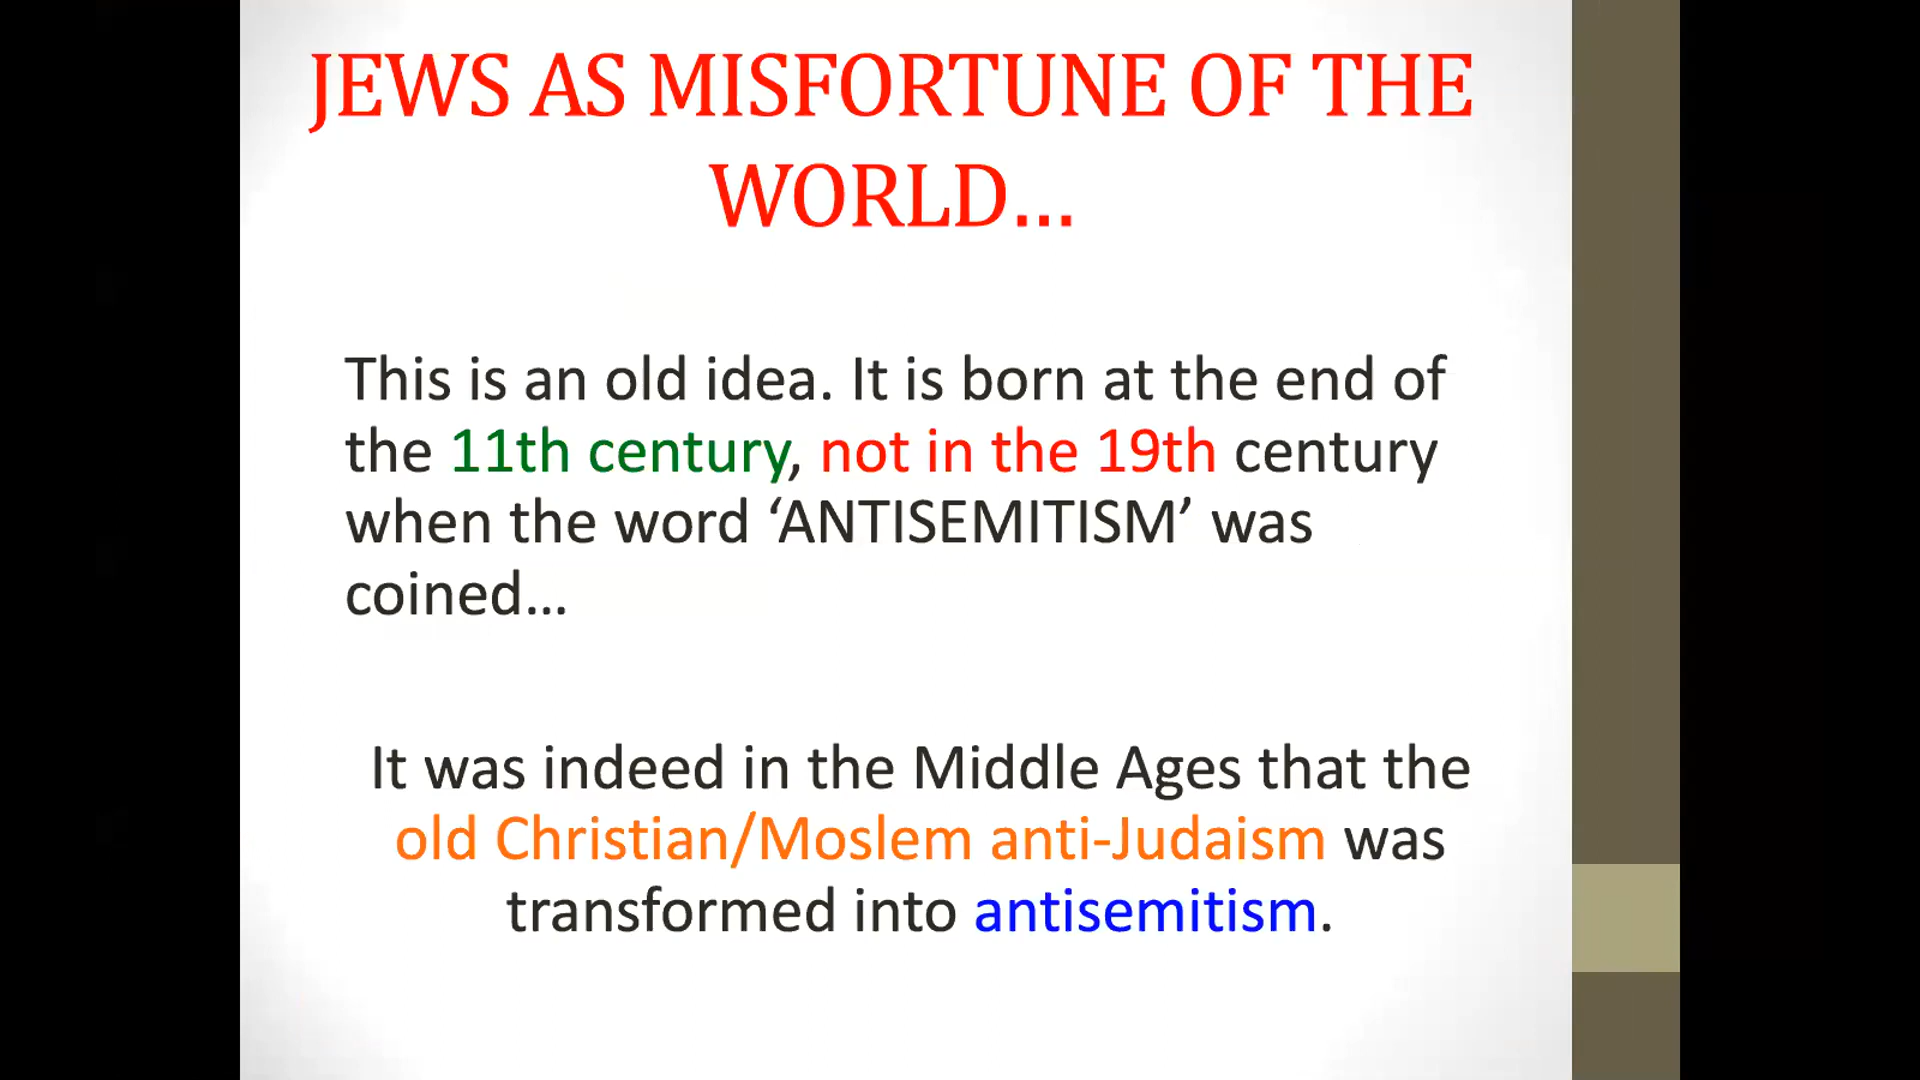 JEWS AS MISFORTUNE OF THE
WORLD...
This is an old idea. It is born at the end of
the 11th century, not in the 19th century
when the word ‘ANTISEMITISM’ was
coined...
It was indeed in the Middle Ages that the
old Christian/Moslem anti-Judaism was
transformed into antisemitism.